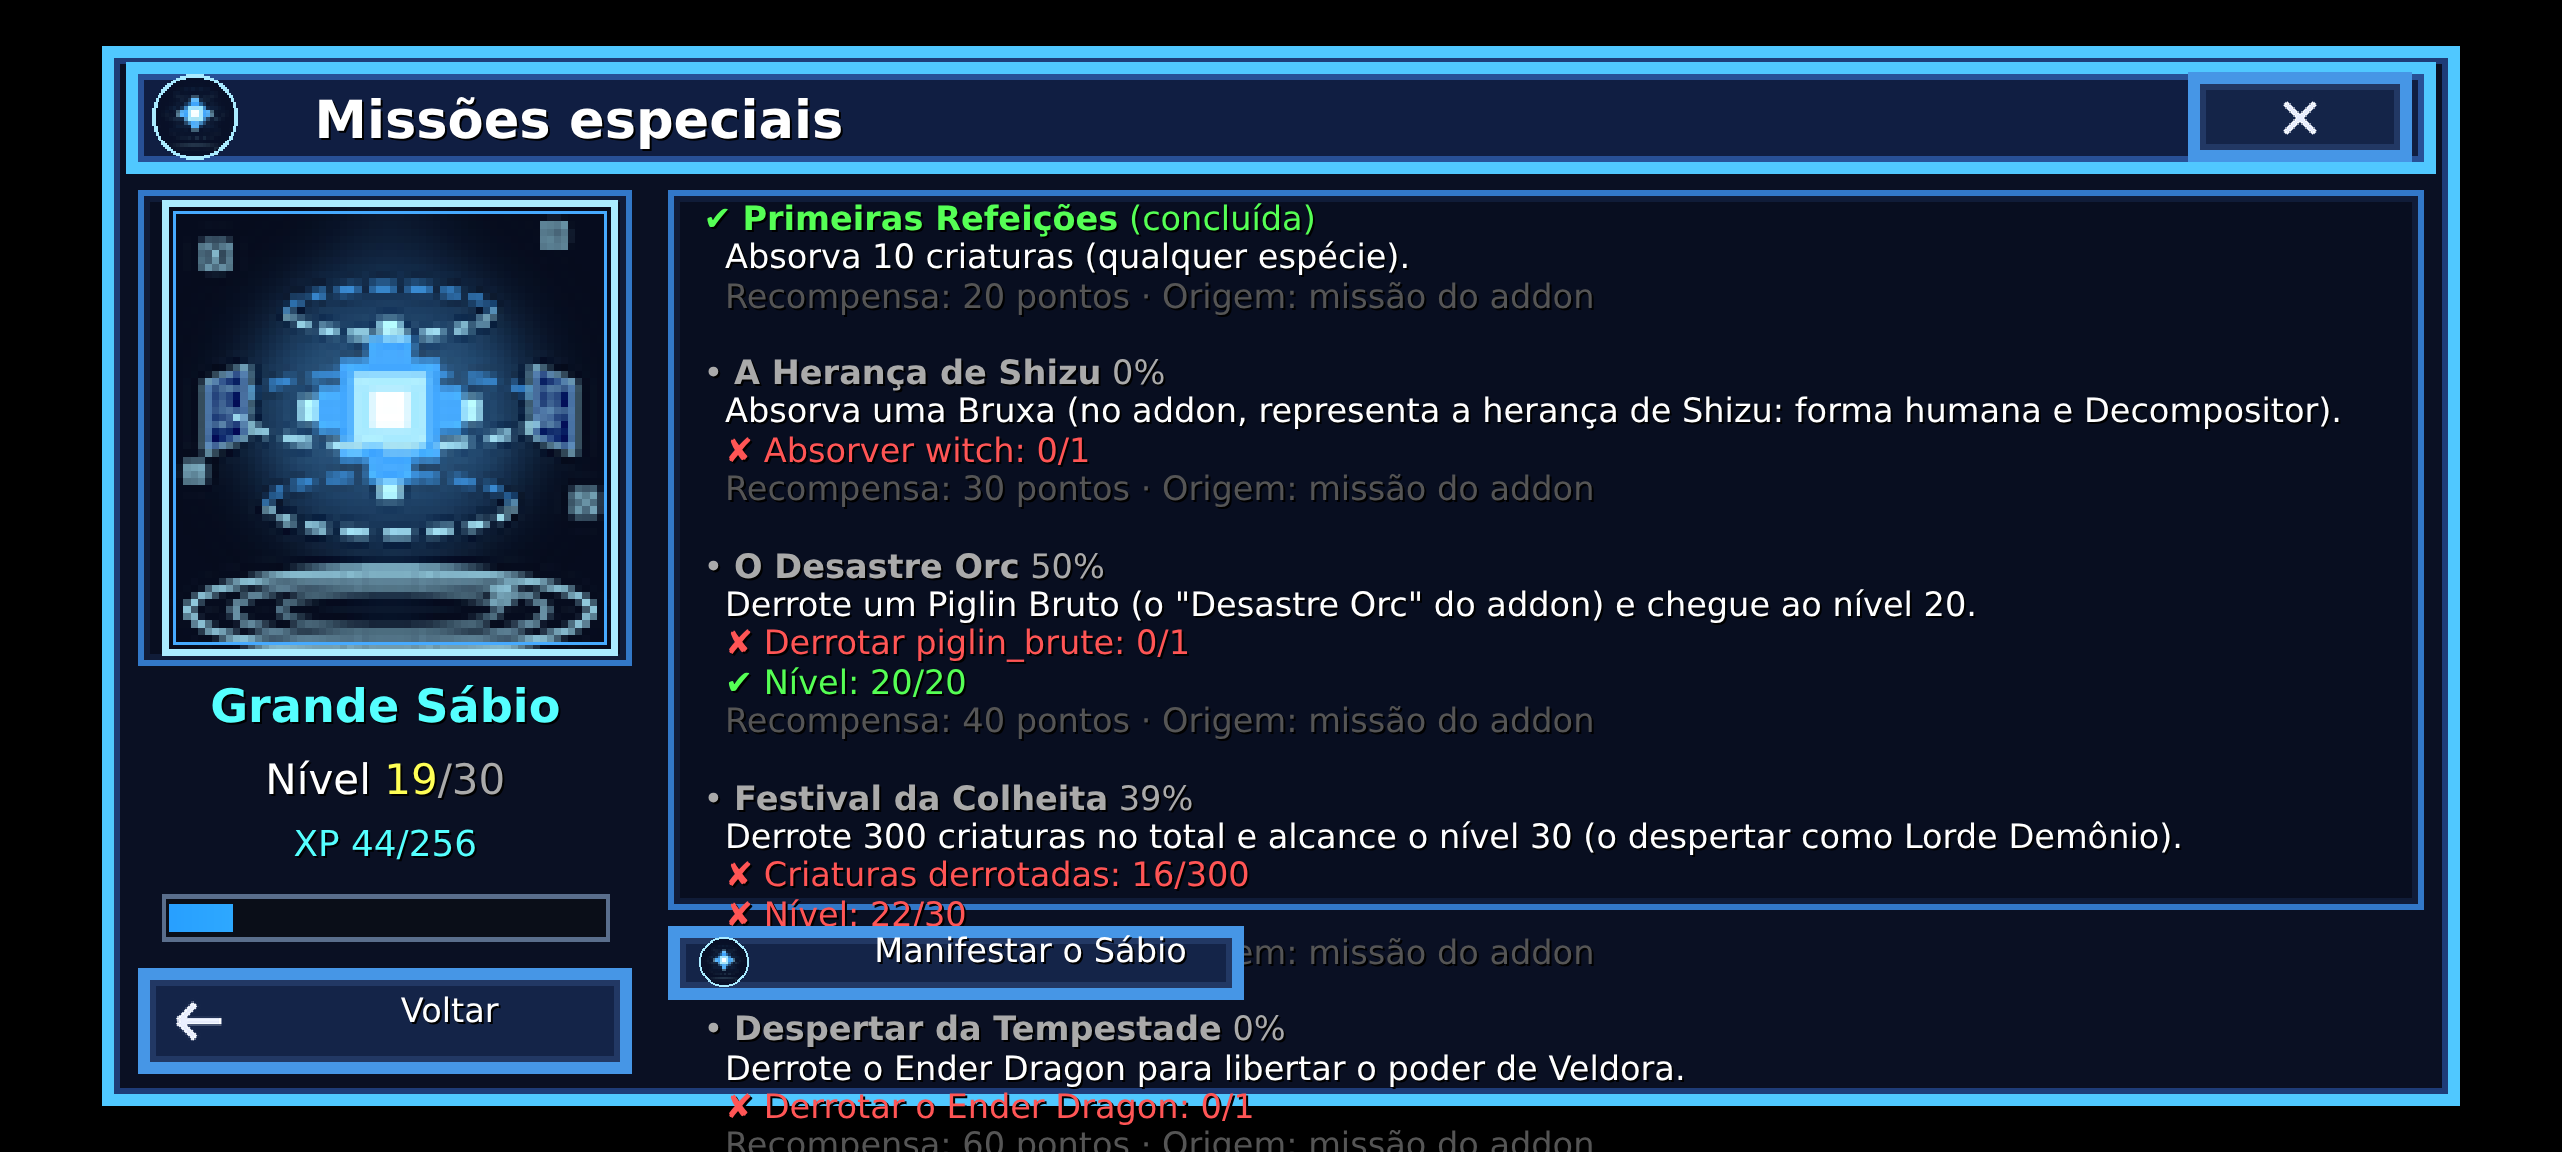 Missões especiais
✔ Primeiras Refeições (concluída)
Absorva 10 criaturas (qualquer espécie).
Recompensa: 20 pontos · Origem: missão do addon
• A Herança de Shizu 0%
Absorva uma Bruxa (no addon, representa a herança de Shizu: forma humana e Decompositor).
✘ Absorver witch: 0/1
Recompensa: 30 pontos · Origem: missão do addon
• O Desastre Orc 50%
Derrote um Piglin Bruto (o "Desastre Orc" do addon) e chegue ao nível 20.
✘ Derrotar piglin_brute: 0/1
✔ Nível: 20/20
Recompensa: 40 pontos · Origem: missão do addon
• Festival da Colheita 39%
Derrote 300 criaturas no total e alcance o nível 30 (o despertar como Lorde Demônio).
✘ Criaturas derrotadas: 16/300
✘ Nível: 22/30
em: missão do addon
Manifestar o Sábio
• Despertar da Tempestade 0%
Derrote o Ender Dragon para libertar o poder de Veldora.
✘ Derrotar o Ender Dragon: 0/1
Recompensa: 60 pontos · Origem: missão do addon
Grande Sábio
Nível 19/30
XP 44/256
Voltar